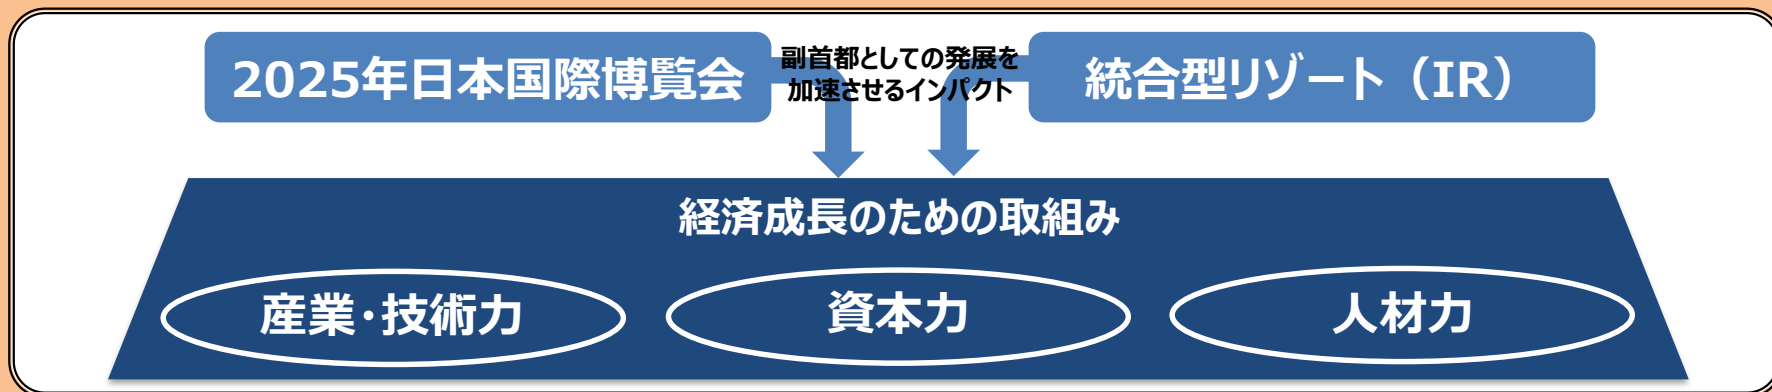 2025年日本国際博覧会
副首都としての発展を
加速させるインパクト
統合型リゾート（IR）
経済成長のための取組み
産業・技術力
資本力
人材力